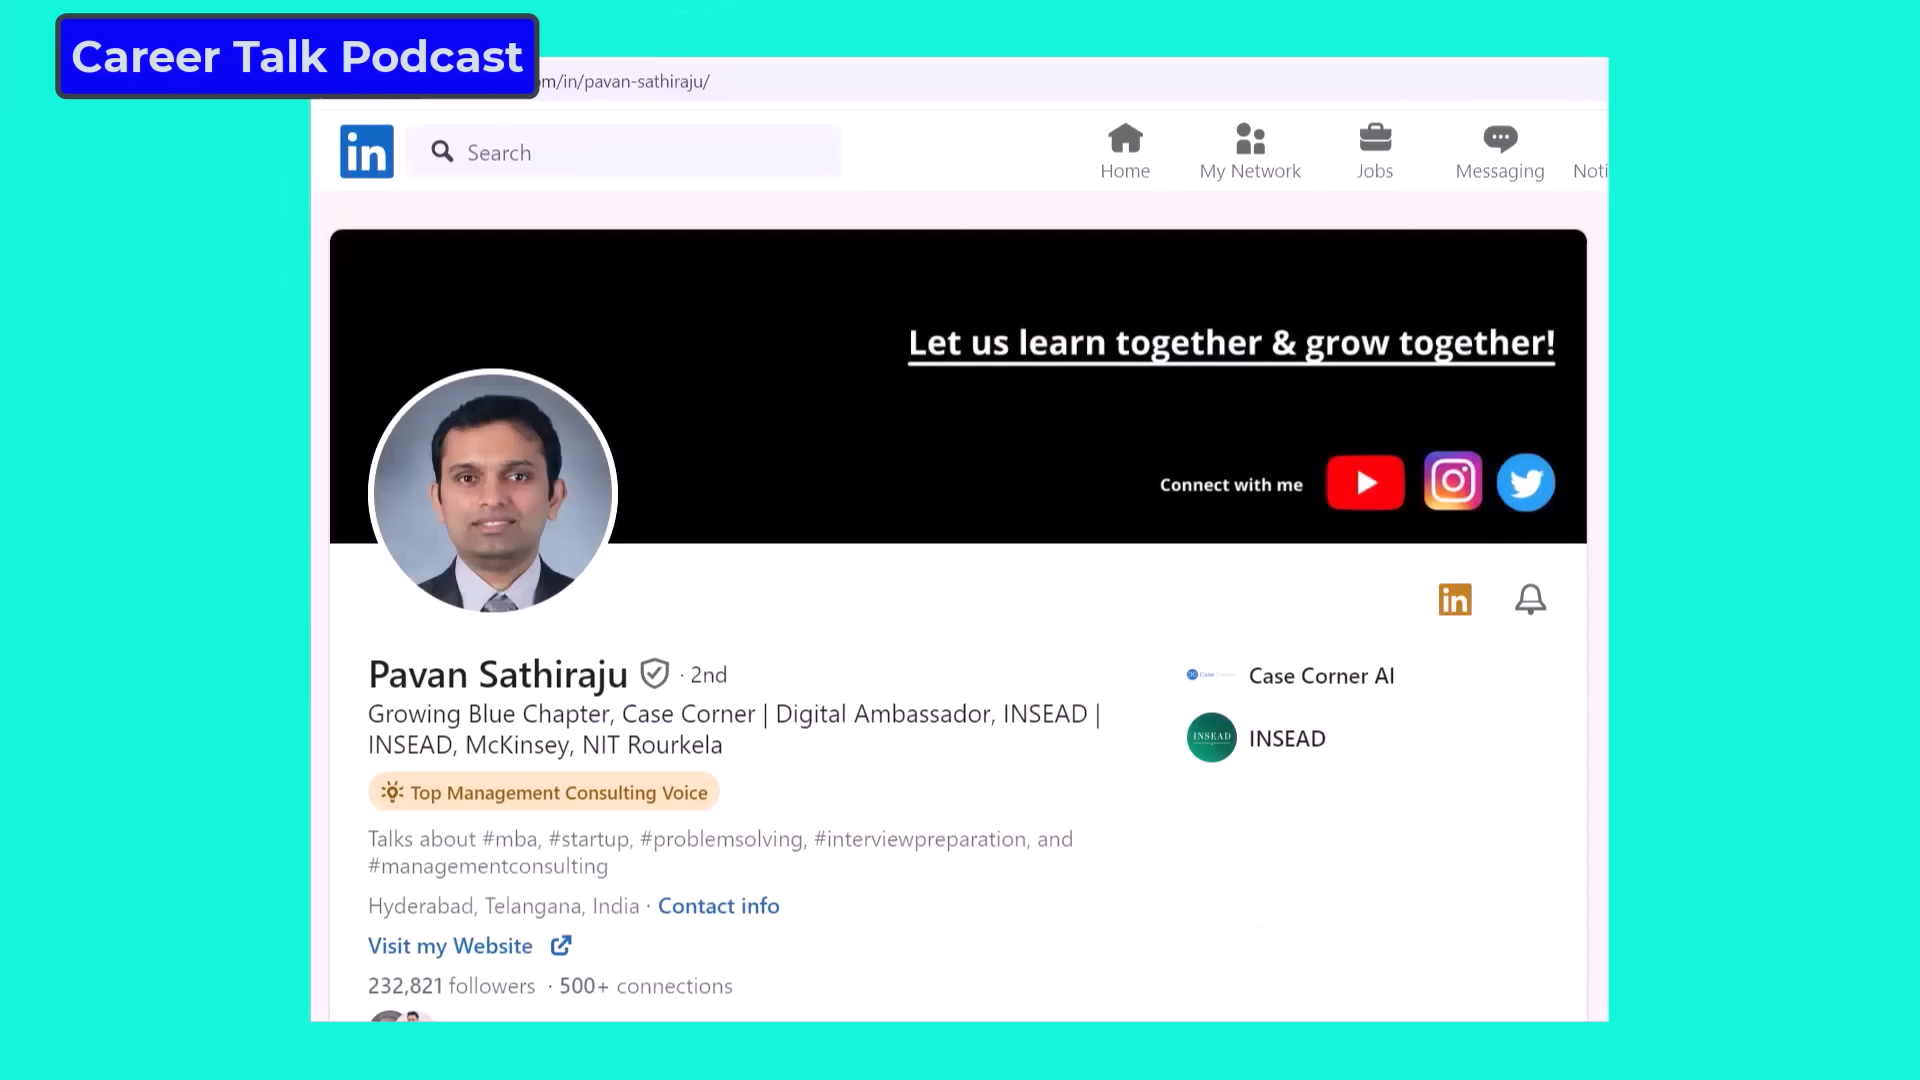 Career Talk Podcast
om/in/pavan-sathiraju/
in
Search
Home
My Network
Jobs
Messaging
Noti
Let us learn together & grow together!
Connect with me
in
Pavan Sathiraju · 2nd
Growing Blue Chapter, Case Corner | Digital Ambassador, INSEAD |
INSEAD, McKinsey, NIT Rourkela
Top Management Consulting Voice
Talks about #mba, #startup, #problemsolving, #interviewpreparation, and
#managementconsulting
Hyderabad, Telangana, India · Contact info
Visit my Website
232,821 followers · 500+ connections
Case Corner AI
INSEAD
INSEAD